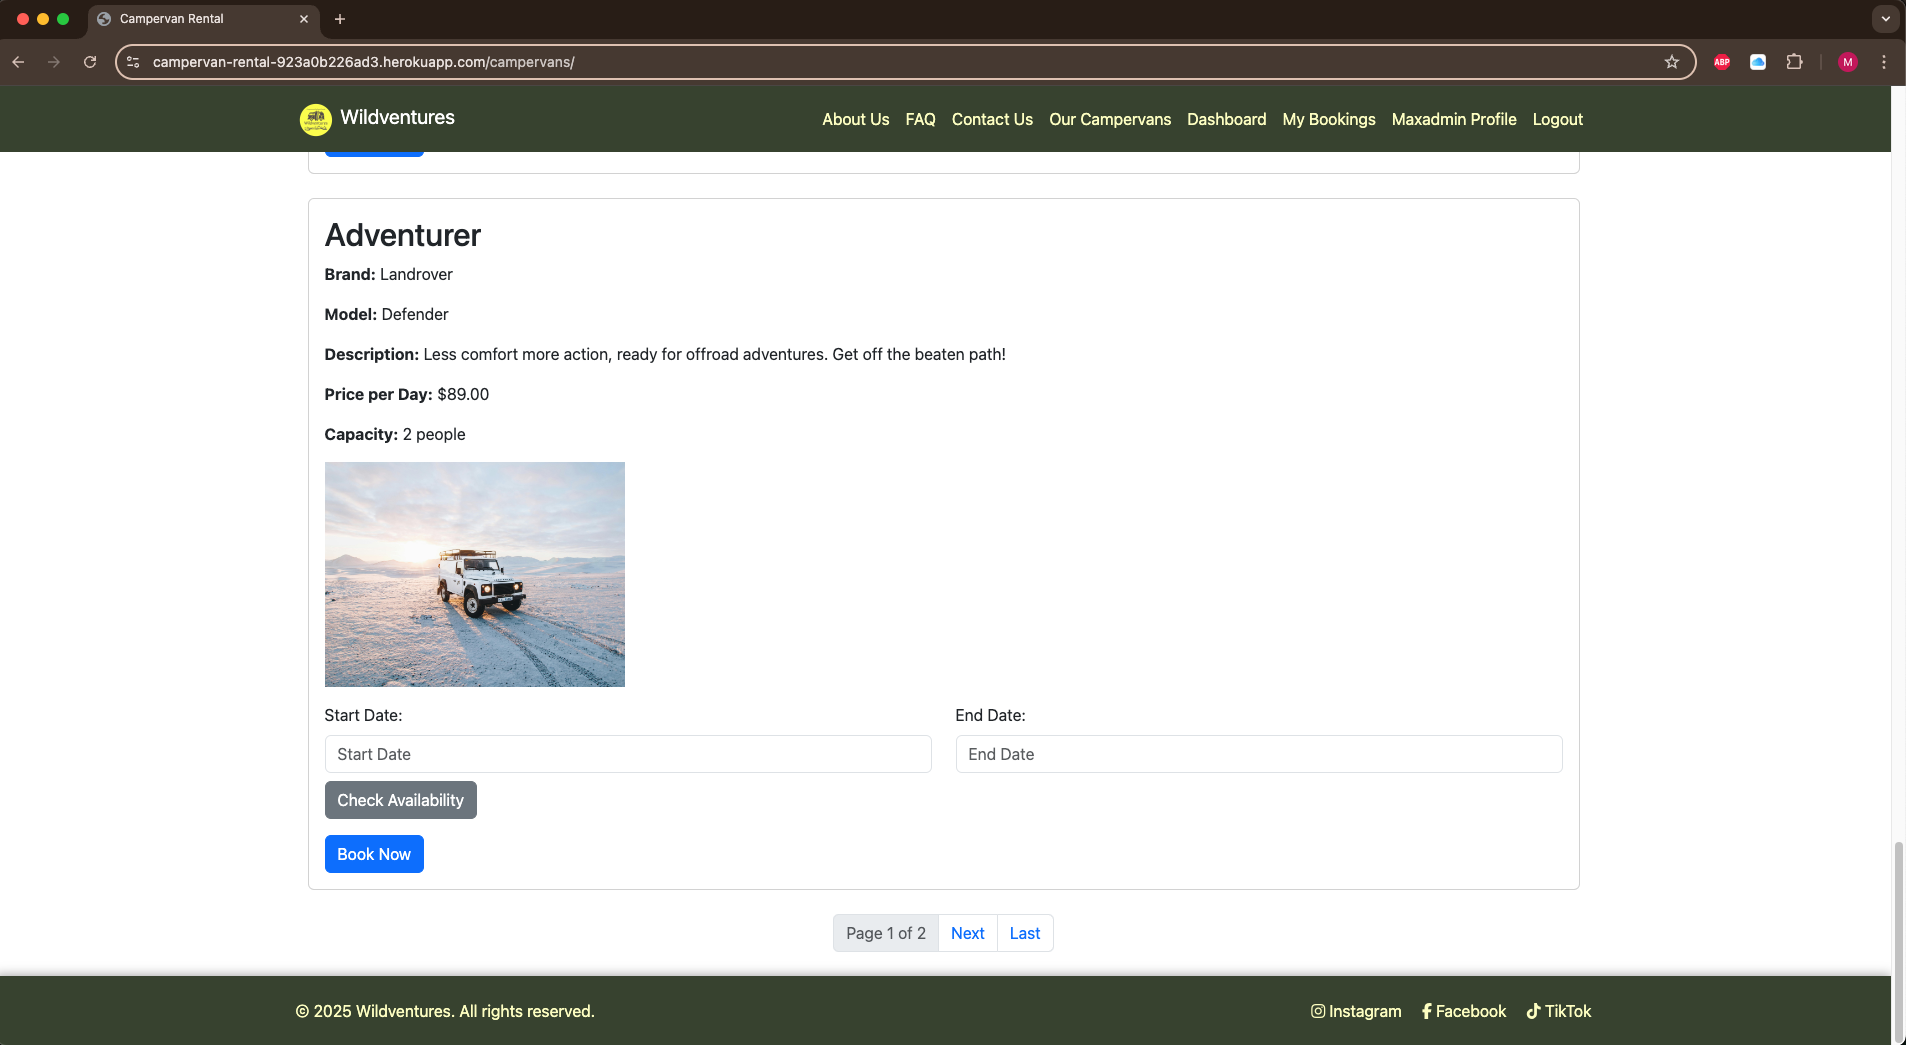 Campervan Rental
campervan-rental-923a0b226ad3.herokuapp.com/campervans/
ABP
M
Wildventures
About Us FAQ Contact Us Our Campervans Dashboard My Bookings Maxadmin Profile Logout
Adventurer
Brand: Landrover
Model: Defender
Description: Less comfort more action, ready for offroad adventures. Get off the beaten path!
Price per Day: $89.00
Capacity: 2 people
Start Date: End Date:
Start Date End Date
Check Availability
Book Now
Page 1 of 2 Next Last
© 2025 Wildventures. All rights reserved. Instagram Facebook TikTok